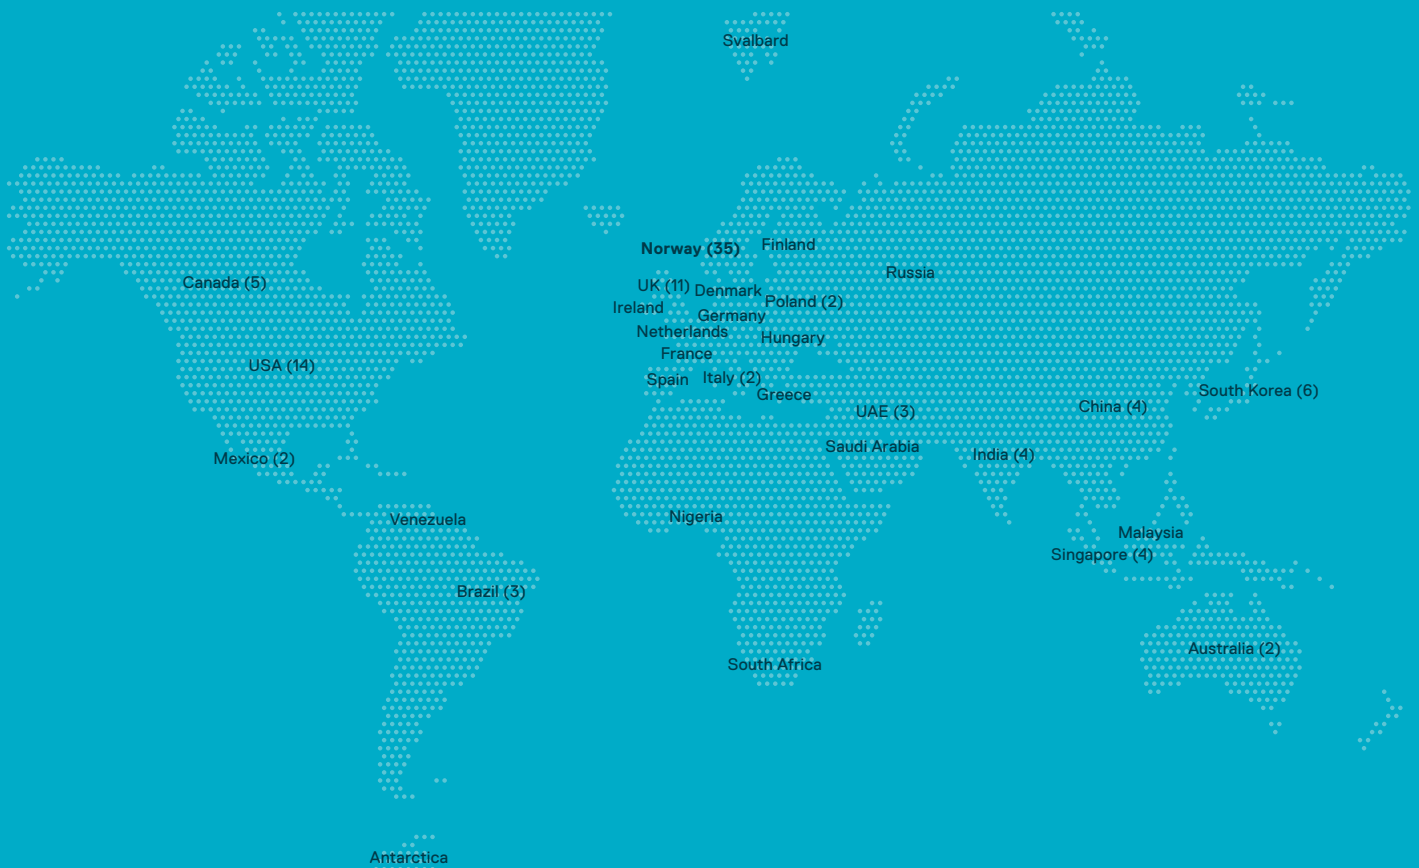 Svalbard
Norway (35)
Finland
Russia
Canada (5)
UK (11)
Denmark
Poland (2)
Ireland
Germany
Netherlands
Hungary
France
USA (14)
Spain
Italy (2)
Greece
South Korea (6)
China (4)
UAE (3)
Saudi Arabia
India (4)
Mexico (2)
Venezuela
Nigeria
Malaysia
Singapore (4)
Brazil (3)
Australia (2)
South Africa
Antarctica